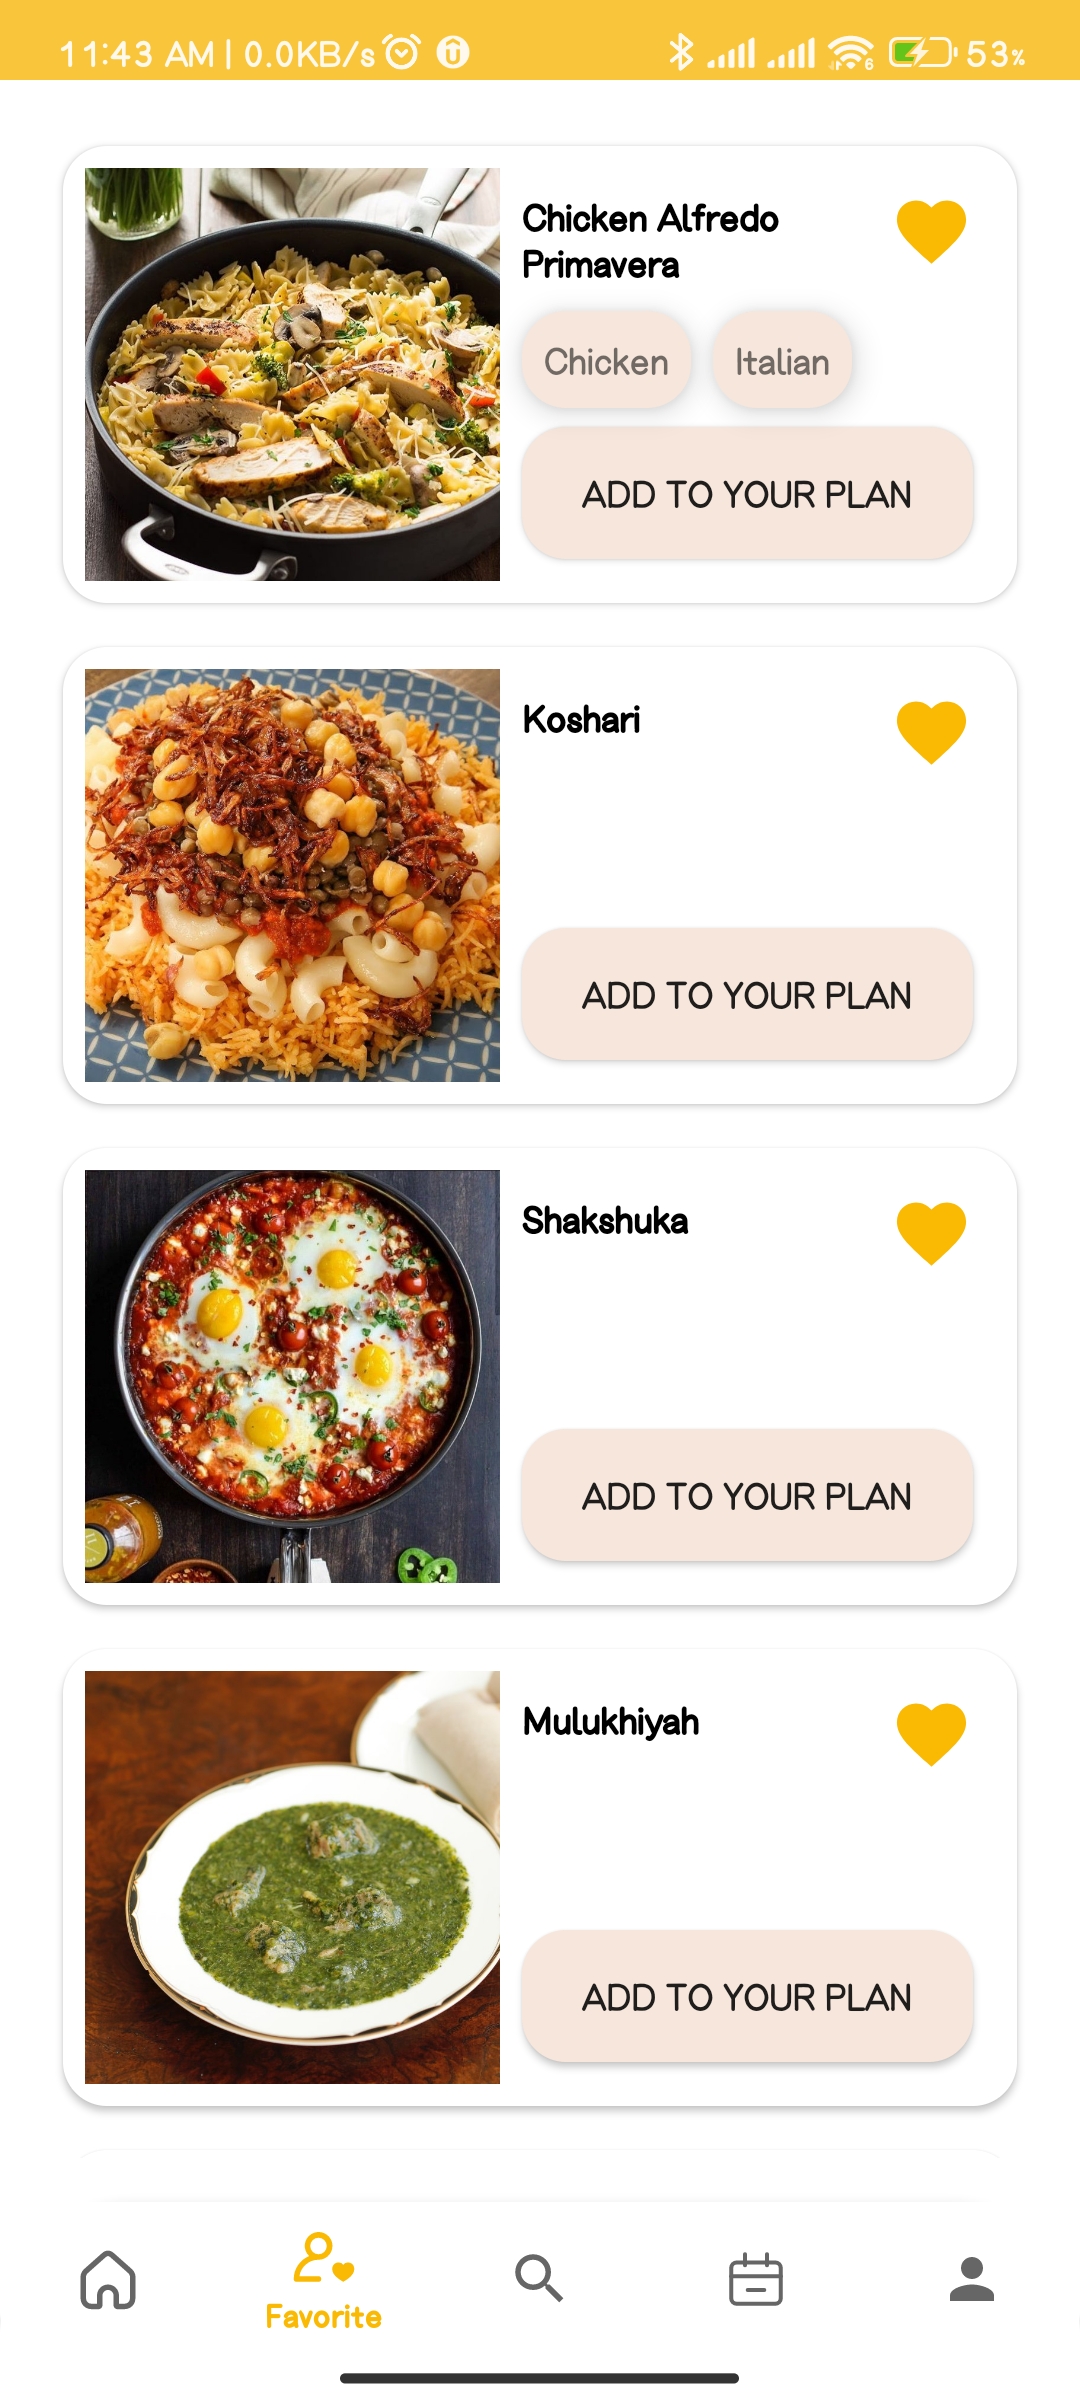 11:43 AM | 0.0KB/s
6
53%
Chicken Alfredo
Primavera
Chicken Italian
ADD TO YOUR PLAN
Koshari
ADD TO YOUR PLAN
Shakshuka
ADD TO YOUR PLAN
Mulukhiyah
ADD TO YOUR PLAN
Favorite